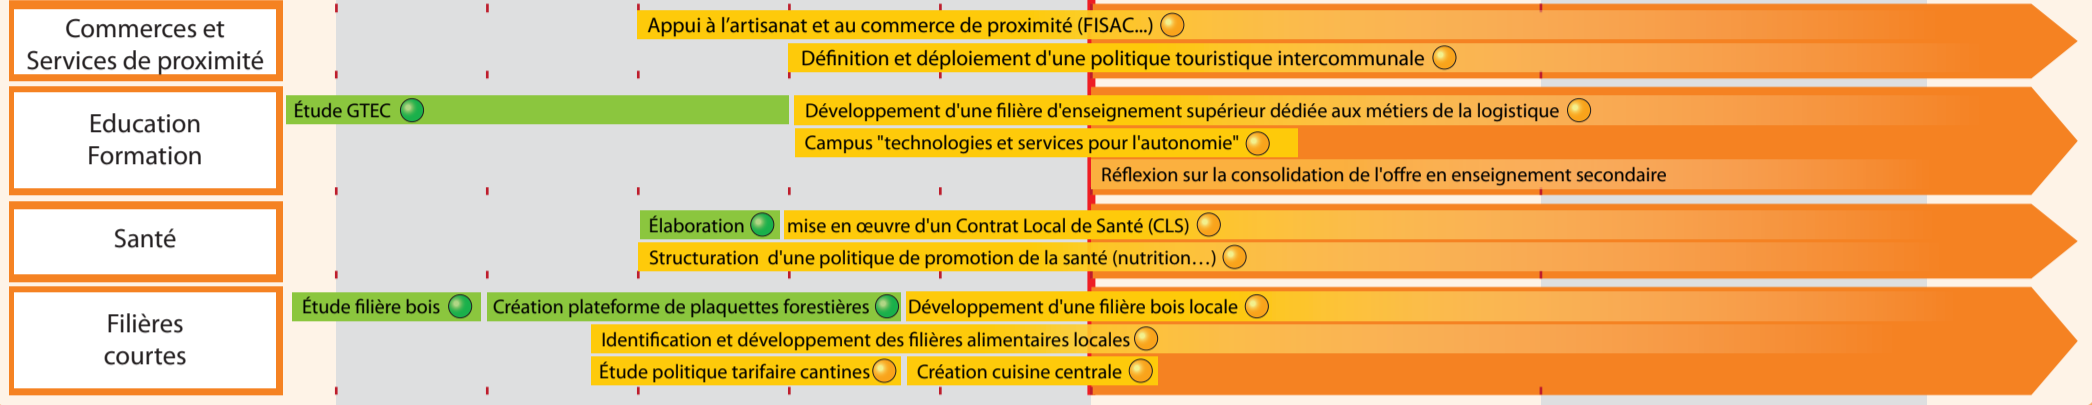 Commerces et
Services de proximité
Appui à l’artisanat et au commerce de proximité (FISAC...)
Définition et déploiement d'une politique touristique intercommunale
Education
Formation
Étude GTEC
Développement d'une filière d'enseignement supérieur dédiée aux métiers de la logistique
Campus "technologies et services pour l'autonomie"
Réflexion sur la consolidation de l'offre en enseignement secondaire
Santé
Élaboration
mise en œuvre d'un Contrat Local de Santé (CLS)
Structuration d'une politique de promotion de la santé (nutrition…)
Filières
courtes
Étude filière bois
Création plateforme de plaquettes forestières
Développement d'une filière bois locale
Identification et développement des filières alimentaires locales
Étude politique tarifaire cantines
Création cuisine centrale